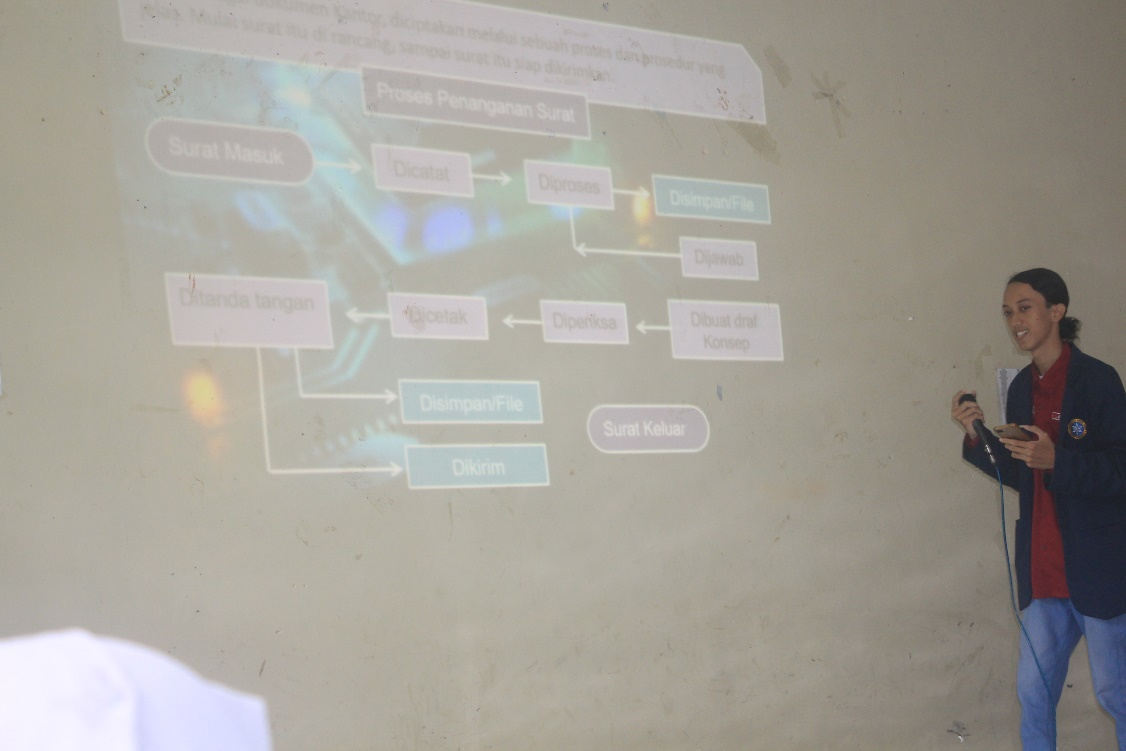 dokumen Kantor, diciptakan melalui sebuah proses dan prosedur yang
jelas. Mulai surat itu di rancang, sampai surat itu siap dikirimkan.
Proses Penanganan Surat
Surat Masuk
Dicatat
Diproses
Disimpan/File
Dijawab
Ditanda tangan
Dicetak
Diperiksa
Dibuat draf
Konsep
Disimpan/File
Surat Keluar
Dikirim